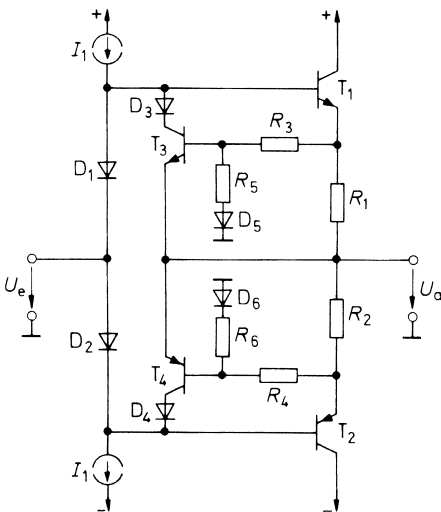 + +
I₁
T₁
D₃
T₃ R₃
D₁ R₅ R₁
D₅
Uₑ Uₐ
D₆ R₂
D₂ R₆
T₄
D₄ R₄ T₂
I₁
− −